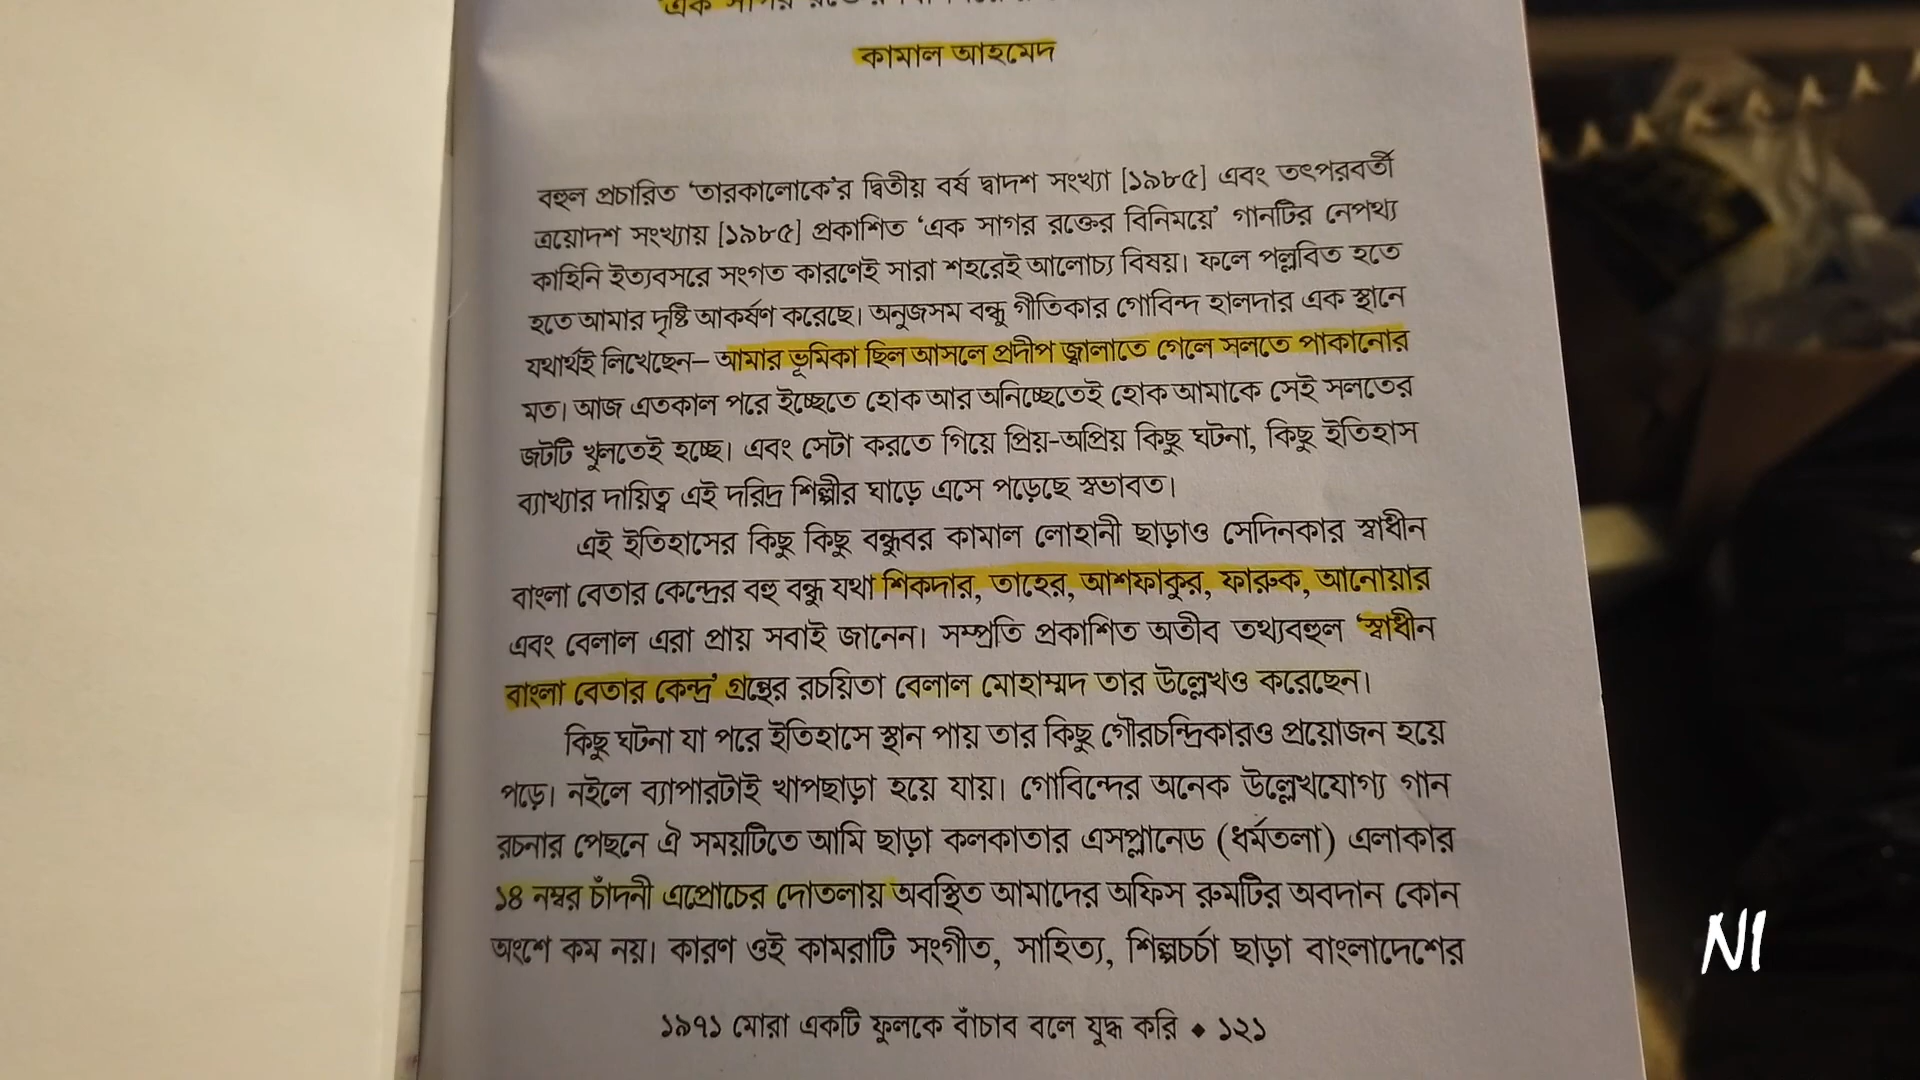 এক সাগর রক্তের বিনিময়ে
কামাল আহমেদ
বহুল প্রচারিত ‘তারকালোকে’র দ্বিতীয় বর্ষ দ্বাদশ সংখ্যা [১৯৮৫] এবং তৎপরবর্তী
ত্রয়োদশ সংখ্যায় [১৯৮৫] প্রকাশিত ‘এক সাগর রক্তের বিনিময়ে’ গানটির নেপথ্য
কাহিনি ইত্যবসরে সংগত কারণেই সারা শহরেই আলোচ্য বিষয়। ফলে পল্লবিত হতে
হতে আমার দৃষ্টি আকর্ষণ করেছে। অনুজসম বন্ধু গীতিকার গোবিন্দ হালদার এক স্থানে
যথার্থই লিখেছেন– আমার ভূমিকা ছিল আসলে প্রদীপ জ্বালাতে গেলে সলতে পাকানোর
মত। আজ এতকাল পরে ইচ্ছেতে হোক আর অনিচ্ছেতেই হোক আমাকে সেই সলতের
জটটি খুলতেই হচ্ছে। এবং সেটা করতে গিয়ে প্রিয়-অপ্রিয় কিছু ঘটনা, কিছু ইতিহাস
ব্যাখ্যার দায়িত্ব এই দরিদ্র শিল্পীর ঘাড়ে এসে পড়েছে স্বভাবত।
এই ইতিহাসের কিছু কিছু বন্ধুবর কামাল লোহানী ছাড়াও সেদিনকার স্বাধীন
বাংলা বেতার কেন্দ্রের বহু বন্ধু যথা শিকদার, তাহের, আশফাকুর, ফারুক, আনোয়ার
এবং বেলাল এরা প্রায় সবাই জানেন। সম্প্রতি প্রকাশিত অতীব তথ্যবহুল ‘স্বাধীন
বাংলা বেতার কেন্দ্র’ গ্রন্থের রচয়িতা বেলাল মোহাম্মদ তার উল্লেখও করেছেন।
কিছু ঘটনা যা পরে ইতিহাসে স্থান পায় তার কিছু গৌরচন্দ্রিকারও প্রয়োজন হয়ে
পড়ে। নইলে ব্যাপারটাই খাপছাড়া হয়ে যায়। গোবিন্দের অনেক উল্লেখযোগ্য গান
রচনার পেছনে ঐ সময়টিতে আমি ছাড়া কলকাতার এসপ্লানেড (ধর্মতলা) এলাকার
১৪ নম্বর চাঁদনী এপ্রোচের দোতলায় অবস্থিত আমাদের অফিস রুমটির অবদান কোন
অংশে কম নয়। কারণ ওই কামরাটি সংগীত, সাহিত্য, শিল্পচর্চা ছাড়া বাংলাদেশের
১৯৭১ মোরা একটি ফুলকে বাঁচাব বলে যুদ্ধ করি ◆ ১২১
NI